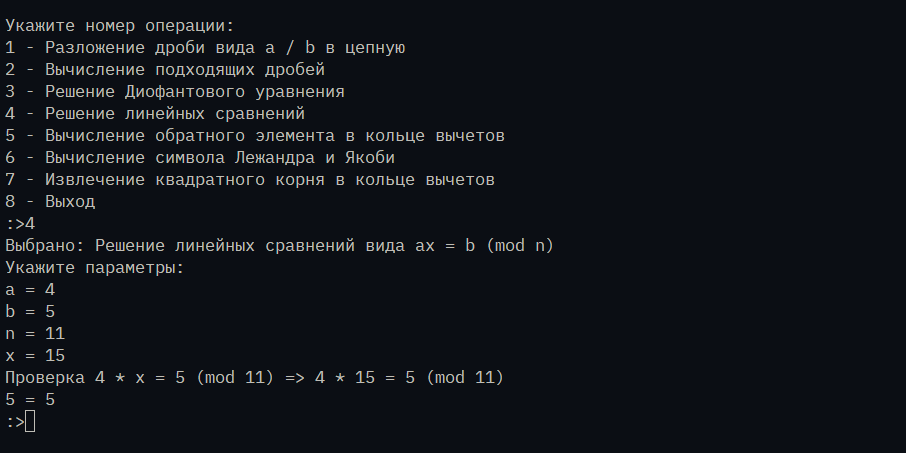 Укажите номер операции:
1 - Разложение дроби вида a / b в цепную
2 - Вычисление подходящих дробей
3 - Решение Диофантового уравнения
4 - Решение линейных сравнений
5 - Вычисление обратного элемента в кольце вычетов
6 - Вычисление символа Лежандра и Якоби
7 - Извлечение квадратного корня в кольце вычетов
8 - Выход
:>4
Выбрано: Решение линейных сравнений вида ax = b (mod n)
Укажите параметры:
a = 4
b = 5
n = 11
x = 15
Проверка 4 * x = 5 (mod 11) => 4 * 15 = 5 (mod 11)
5 = 5
:>